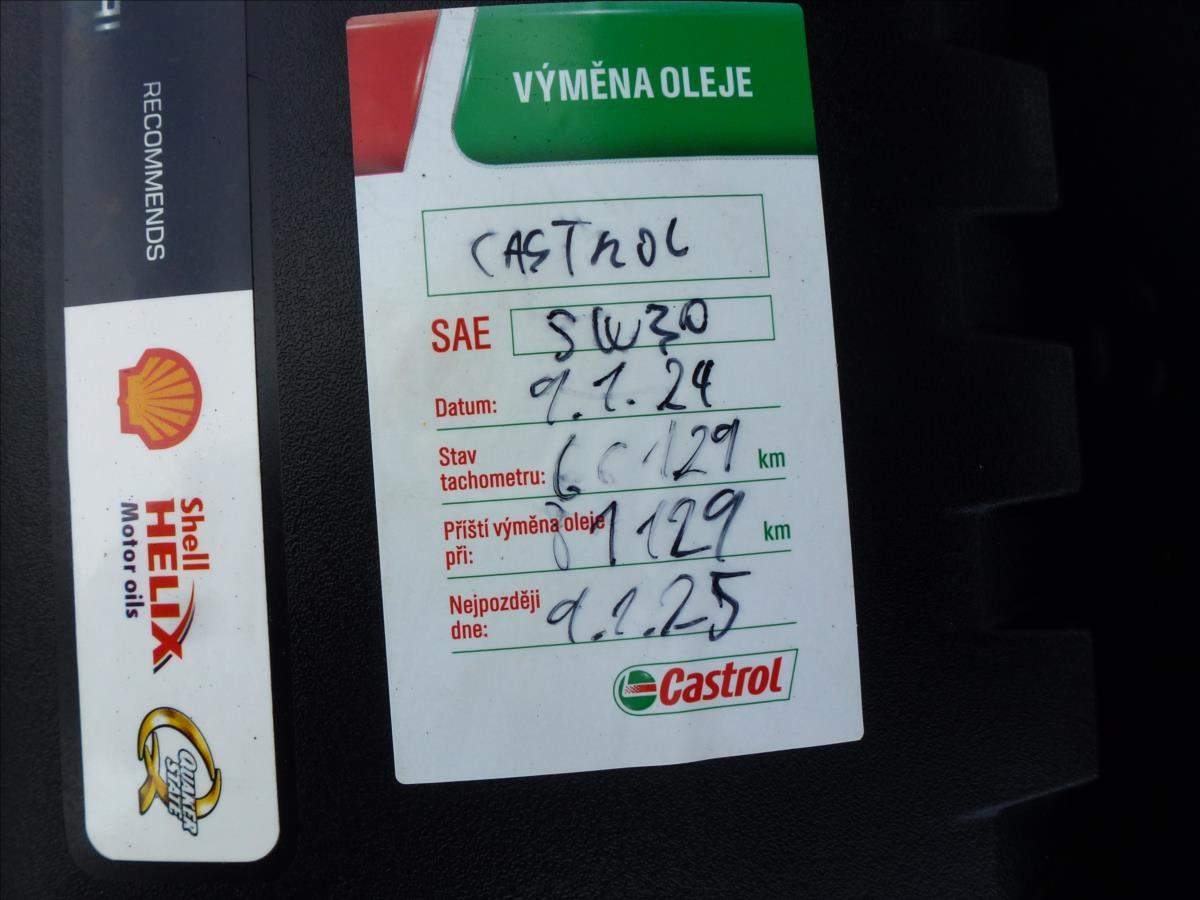 RECOMMENDS
Shell
HELIX
Motor oils
QUAKER
STATE
VÝMĚNA OLEJE
CASTROL
SAE 5W30
Datum: 9.1.24
Stav
tachometru: 66129 km
Příští výměna oleje
při: 81129 km
Nejpozději
dne: 9.1.25
Castrol